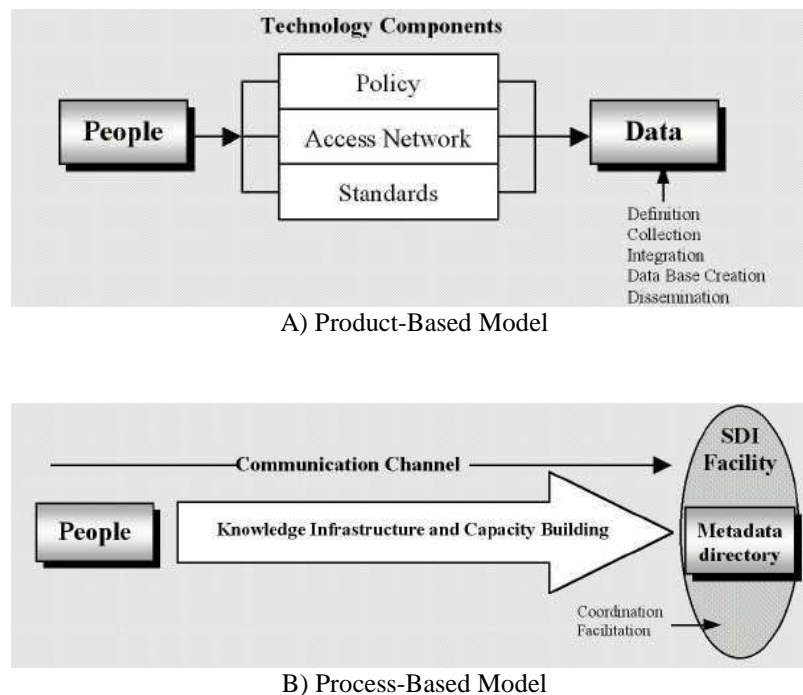 Technology Components
Policy
People
Access Network
Data
Standards
Definition
Collection
Integration
Data Base Creation
Dissemination
A) Product-Based Model
SDI
Facility
Communication Channel
People
Knowledge Infrastructure and Capacity Building
Metadata
directory
Coordination
Facilitation
B) Process-Based Model